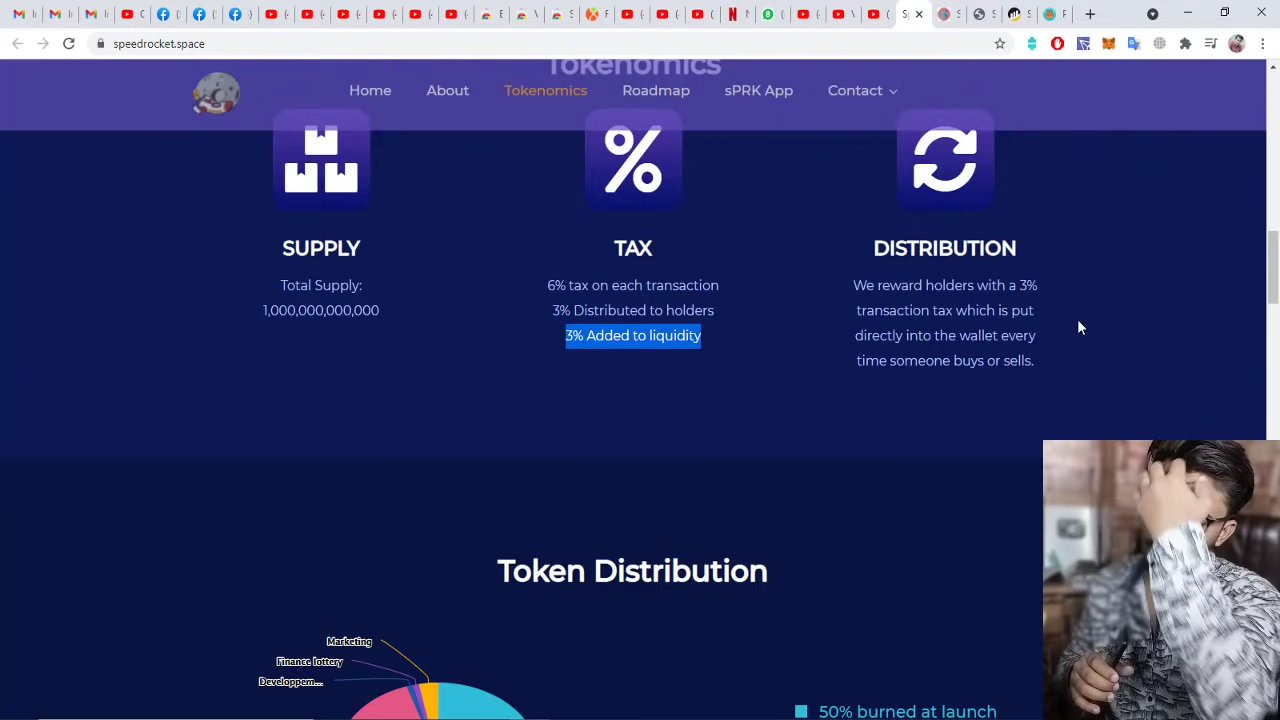 speedrocket.space
Tokenomics
Home
About
Tokenomics
Roadmap
sPRK App
Contact
SUPPLY
Total Supply:
1,000,000,000,000
TAX
6% tax on each transaction
3% Distributed to holders
3% Added to liquidity
DISTRIBUTION
We reward holders with a 3%
transaction tax which is put
directly into the wallet every
time someone buys or sells.
Token Distribution
Marketing
Finance lottery
Developpem...
50% burned at launch